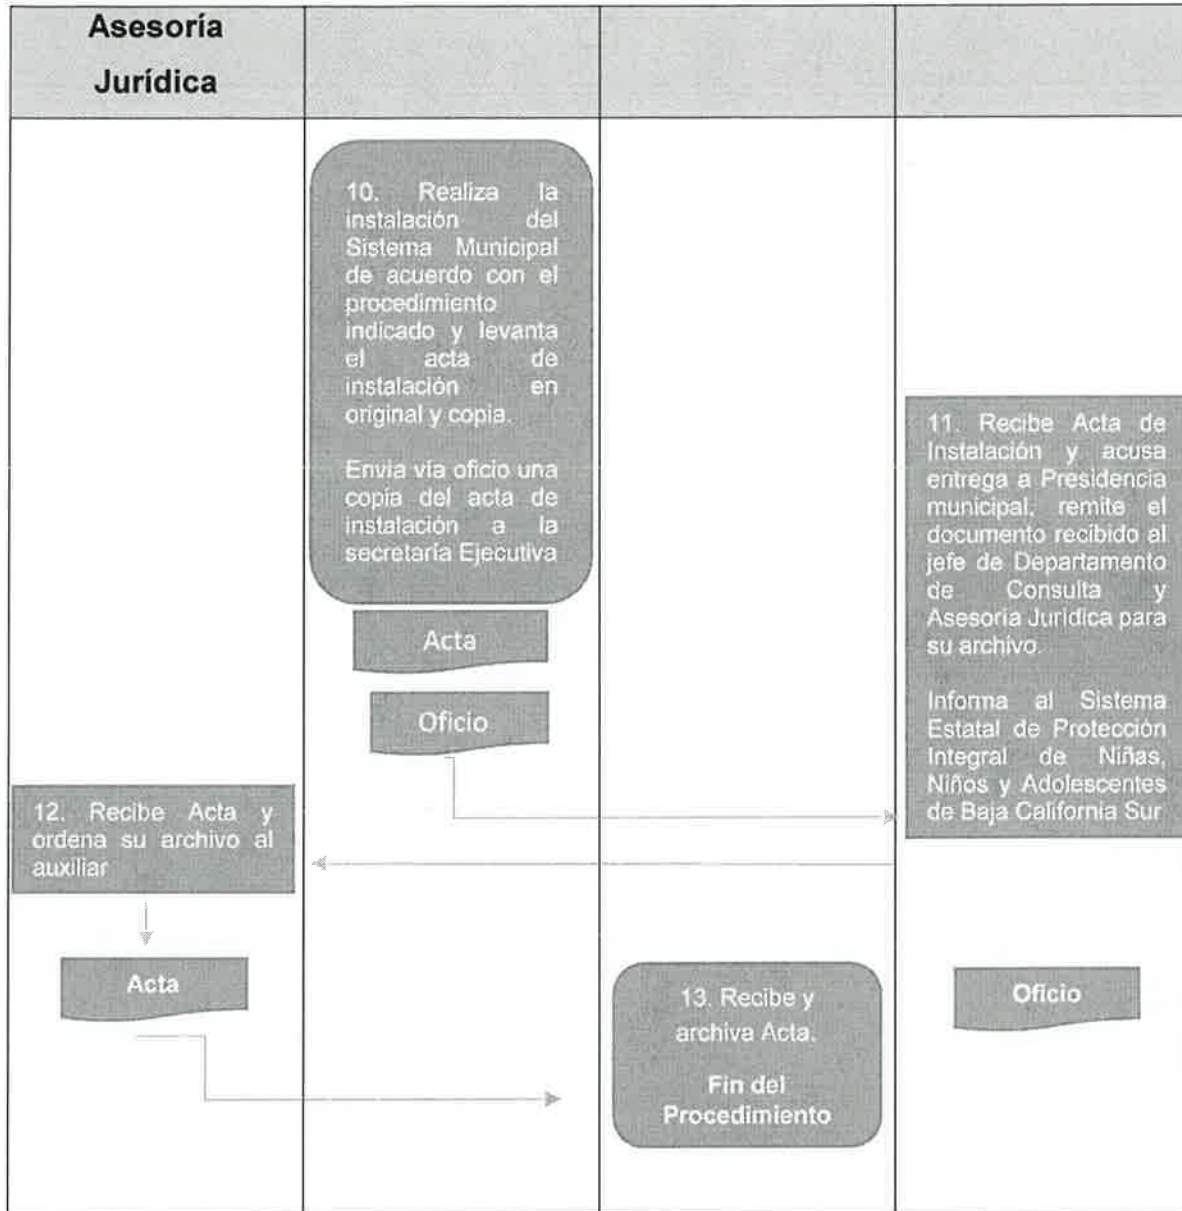 Asesoría
Jurídica
10. Realiza la
instalación del
Sistema Municipal
de acuerdo con el
procedimiento
indicado y levanta
el acta de
instalación en
original y copia.
Envía vía oficio una
copia del acta de
instalación a la
secretaría Ejecutiva
Acta
Oficio
11. Recibe Acta de
Instalación y acusa
entrega a Presidencia
municipal, remite el
documento recibido al
jefe de Departamento
de Consulta y
Asesoría Jurídica para
su archivo.
Informa al Sistema
Estatal de Protección
Integral de Niñas,
Niños y Adolescentes
de Baja California Sur
12. Recibe Acta y
ordena su archivo al
auxiliar
Acta
13. Recibe y
archiva Acta.
Fin del
Procedimiento
Oficio